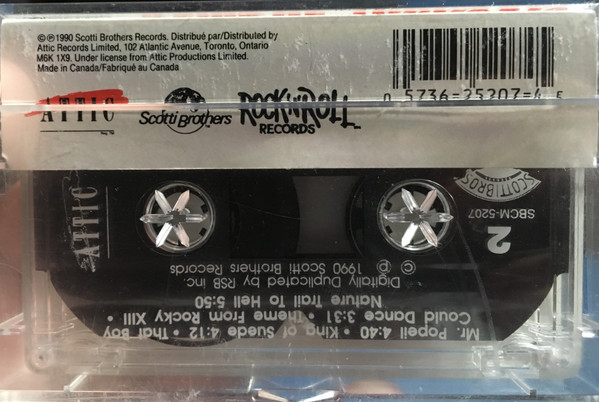 ©℗1990 Scotti Brothers Records. Distribué par/Distributed by
Attic Records Limited, 102 Atlantic Avenue, Toronto, Ontario
M6K 1X9. Under license from Attic Productions Limited.
Made in Canada/Fabriqué au Canada
ATTIC
Scotti Brothers
ROCK'N'ROLL
RECORDS
0 5736-35207-4 E
Mr. Popeil 4:40 • King of Suede 4:12 • That Boy
Could Dance 3:31 • Theme From Rocky XIII •
Nature Trail To Hell 5:50
Digitally Duplicated by RSB Inc.
© ℗ 1990 Scotti Brothers Records
2
SBCM-5207
SCOTTI BROS
ATTIC